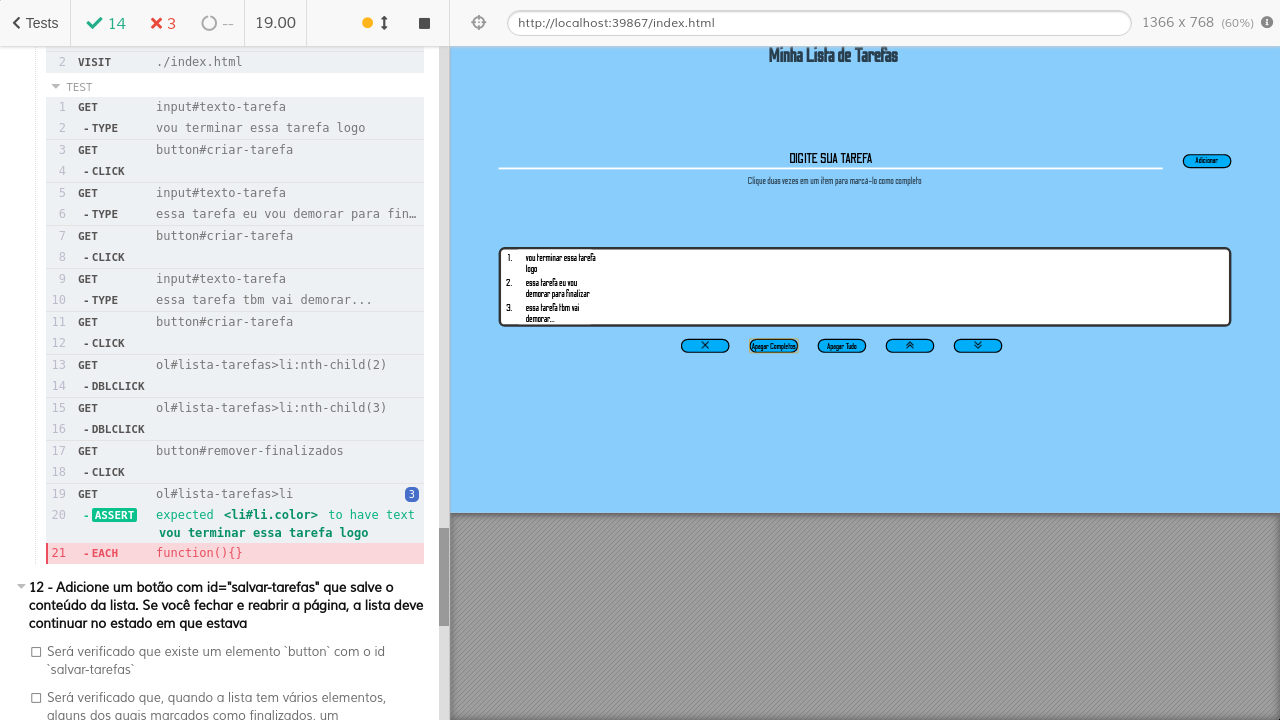 Tests
14
3
--
19.00
2 VISIT ./index.html
TEST
1 GET input#texto-tarefa
2 - TYPE vou terminar essa tarefa logo
3 GET button#criar-tarefa
4 - CLICK
5 GET input#texto-tarefa
6 - TYPE essa tarefa eu vou demorar para fin…
7 GET button#criar-tarefa
8 - CLICK
9 GET input#texto-tarefa
10 - TYPE essa tarefa tbm vai demorar...
11 GET button#criar-tarefa
12 - CLICK
13 GET ol#lista-tarefas>li:nth-child(2)
14 - DBLCLICK
15 GET ol#lista-tarefas>li:nth-child(3)
16 - DBLCLICK
17 GET button#remover-finalizados
18 - CLICK
19 GET ol#lista-tarefas>li 3
20 - ASSERT expected <li#li.color> to have text
vou terminar essa tarefa logo
21 - EACH function(){}
12 - Adicione um botão com id="salvar-tarefas" que salve o
conteúdo da lista. Se você fechar e reabrir a página, a lista deve
continuar no estado em que estava
Será verificado que existe um elemento `button` com o id
`salvar-tarefas`
Será verificado que, quando a lista tem vários elementos,
alguns dos quais marcados como finalizados, um
http://localhost:39867/index.html
1366 x 768 (60%)
Minha Lista de Tarefas
DIGITE SUA TAREFA
Adicionar
Clique duas vezes em um item para marcá-lo como completo
1. vou terminar essa tarefa
logo
2. essa tarefa eu vou
demorar para finalizar
3. essa tarefa tbm vai
demorar...
Apagar Completos
Apagar Tudo